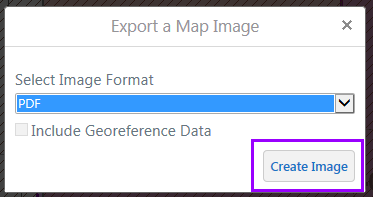 Export a Map Image
Select Image Format
PDF
Include Georeference Data
Create Image